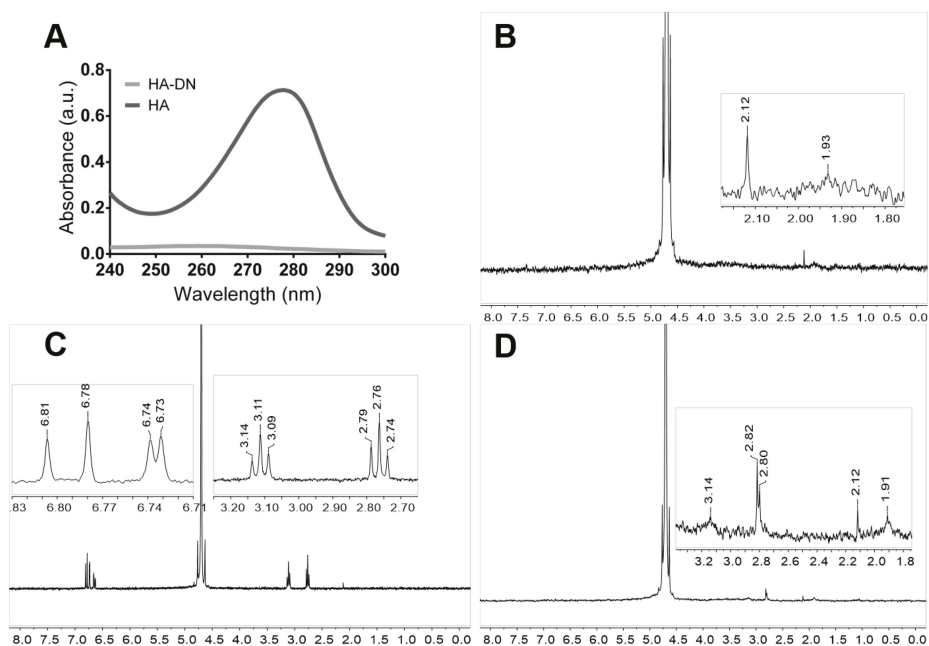 A
HA-DN
HA
Absorbance (a.u.)
0.8
0.6
0.4
0.2
0.0
240 250 260 270 280 290 300
Wavelength (nm)
B
2.12
1.93
2.10 2.00 1.90 1.80
8.0 7.5 7.0 6.5 6.0 5.5 5.0 4.5 4.0 3.5 3.0 2.5 2.0 1.5 1.0 0.5 0.0
C
6.81 6.78 6.74 6.73
.83 6.80 6.77 6.74 6.71
3.14 3.11 3.09 2.79 2.76 2.74
3.20 3.10 3.00 2.90 2.80 2.70
8.0 7.5 7.0 6.5 6.0 5.5 5.0 4.5 4.0 3.5 3.0 2.5 2.0 1.5 1.0 0.5 0.0
D
3.14 2.82 2.80 2.12 1.91
3.2 3.0 2.8 2.6 2.4 2.2 2.0 1.8
8.0 7.5 7.0 6.5 6.0 5.5 5.0 4.5 4.0 3.5 3.0 2.5 2.0 1.5 1.0 0.5 0.0